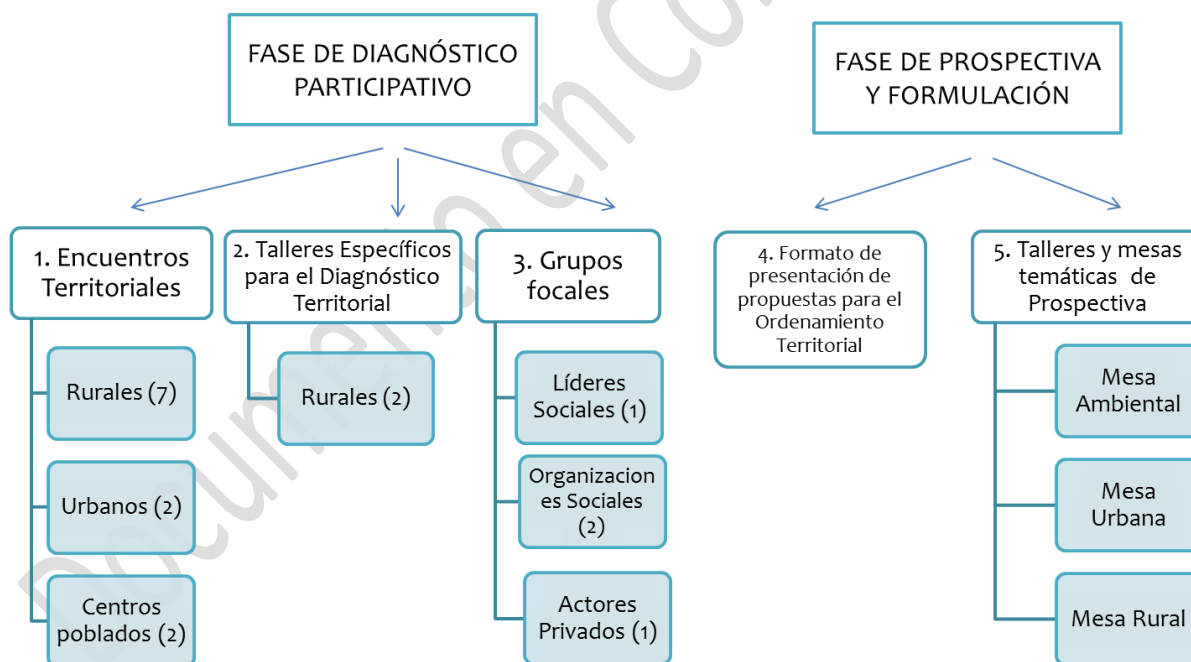 FASE DE DIAGNÓSTICO
PARTICIPATIVO
FASE DE PROSPECTIVA
Y FORMULACIÓN
1. Encuentros
Territoriales
2. Talleres Específicos
para el Diagnóstico
Territorial
3. Grupos
focales
4. Formato de
presentación de
propuestas para el
Ordenamiento
Territorial
5. Talleres y mesas
temáticas de
Prospectiva
Rurales (7)
Urbanos (2)
Centros
poblados (2)
Rurales (2)
Líderes
Sociales (1)
Organizacion
es Sociales
(2)
Actores
Privados (1)
Mesa
Ambiental
Mesa
Urbana
Mesa Rural
Documento en